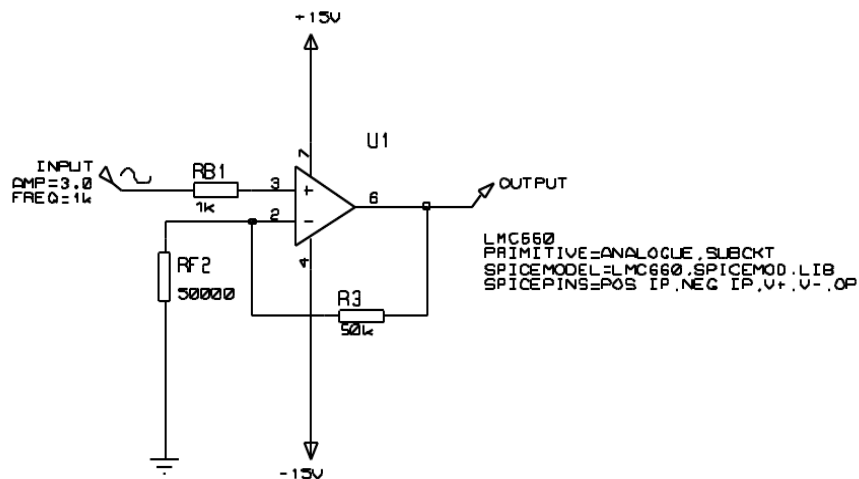 +15V
U1
7
INPUT
AMP=3.0
FREQ=1k
RB1
1k
3
+
2
-
6
OUTPUT
4
RF2
50000
R3
50k
LMC660
PRIMITIVE=ANALOGUE,SUBCKT
SPICEMODEL=LMC660,SPICEMOD.LIB
SPICEPINS=POS IP,NEG IP,V+,V-,OP
-15V